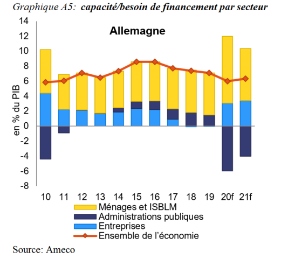 Graphique A5: capacité/besoin de financement par secteur
Allemagne
en % du PIB
14
12
10
8
6
4
2
0
-2
-4
-6
-8
10 11 12 13 14 15 16 17 18 19 20f 21f
Ménages et ISBLM
Administrations publiques
Entreprises
Ensemble de l'économie
Source: Ameco